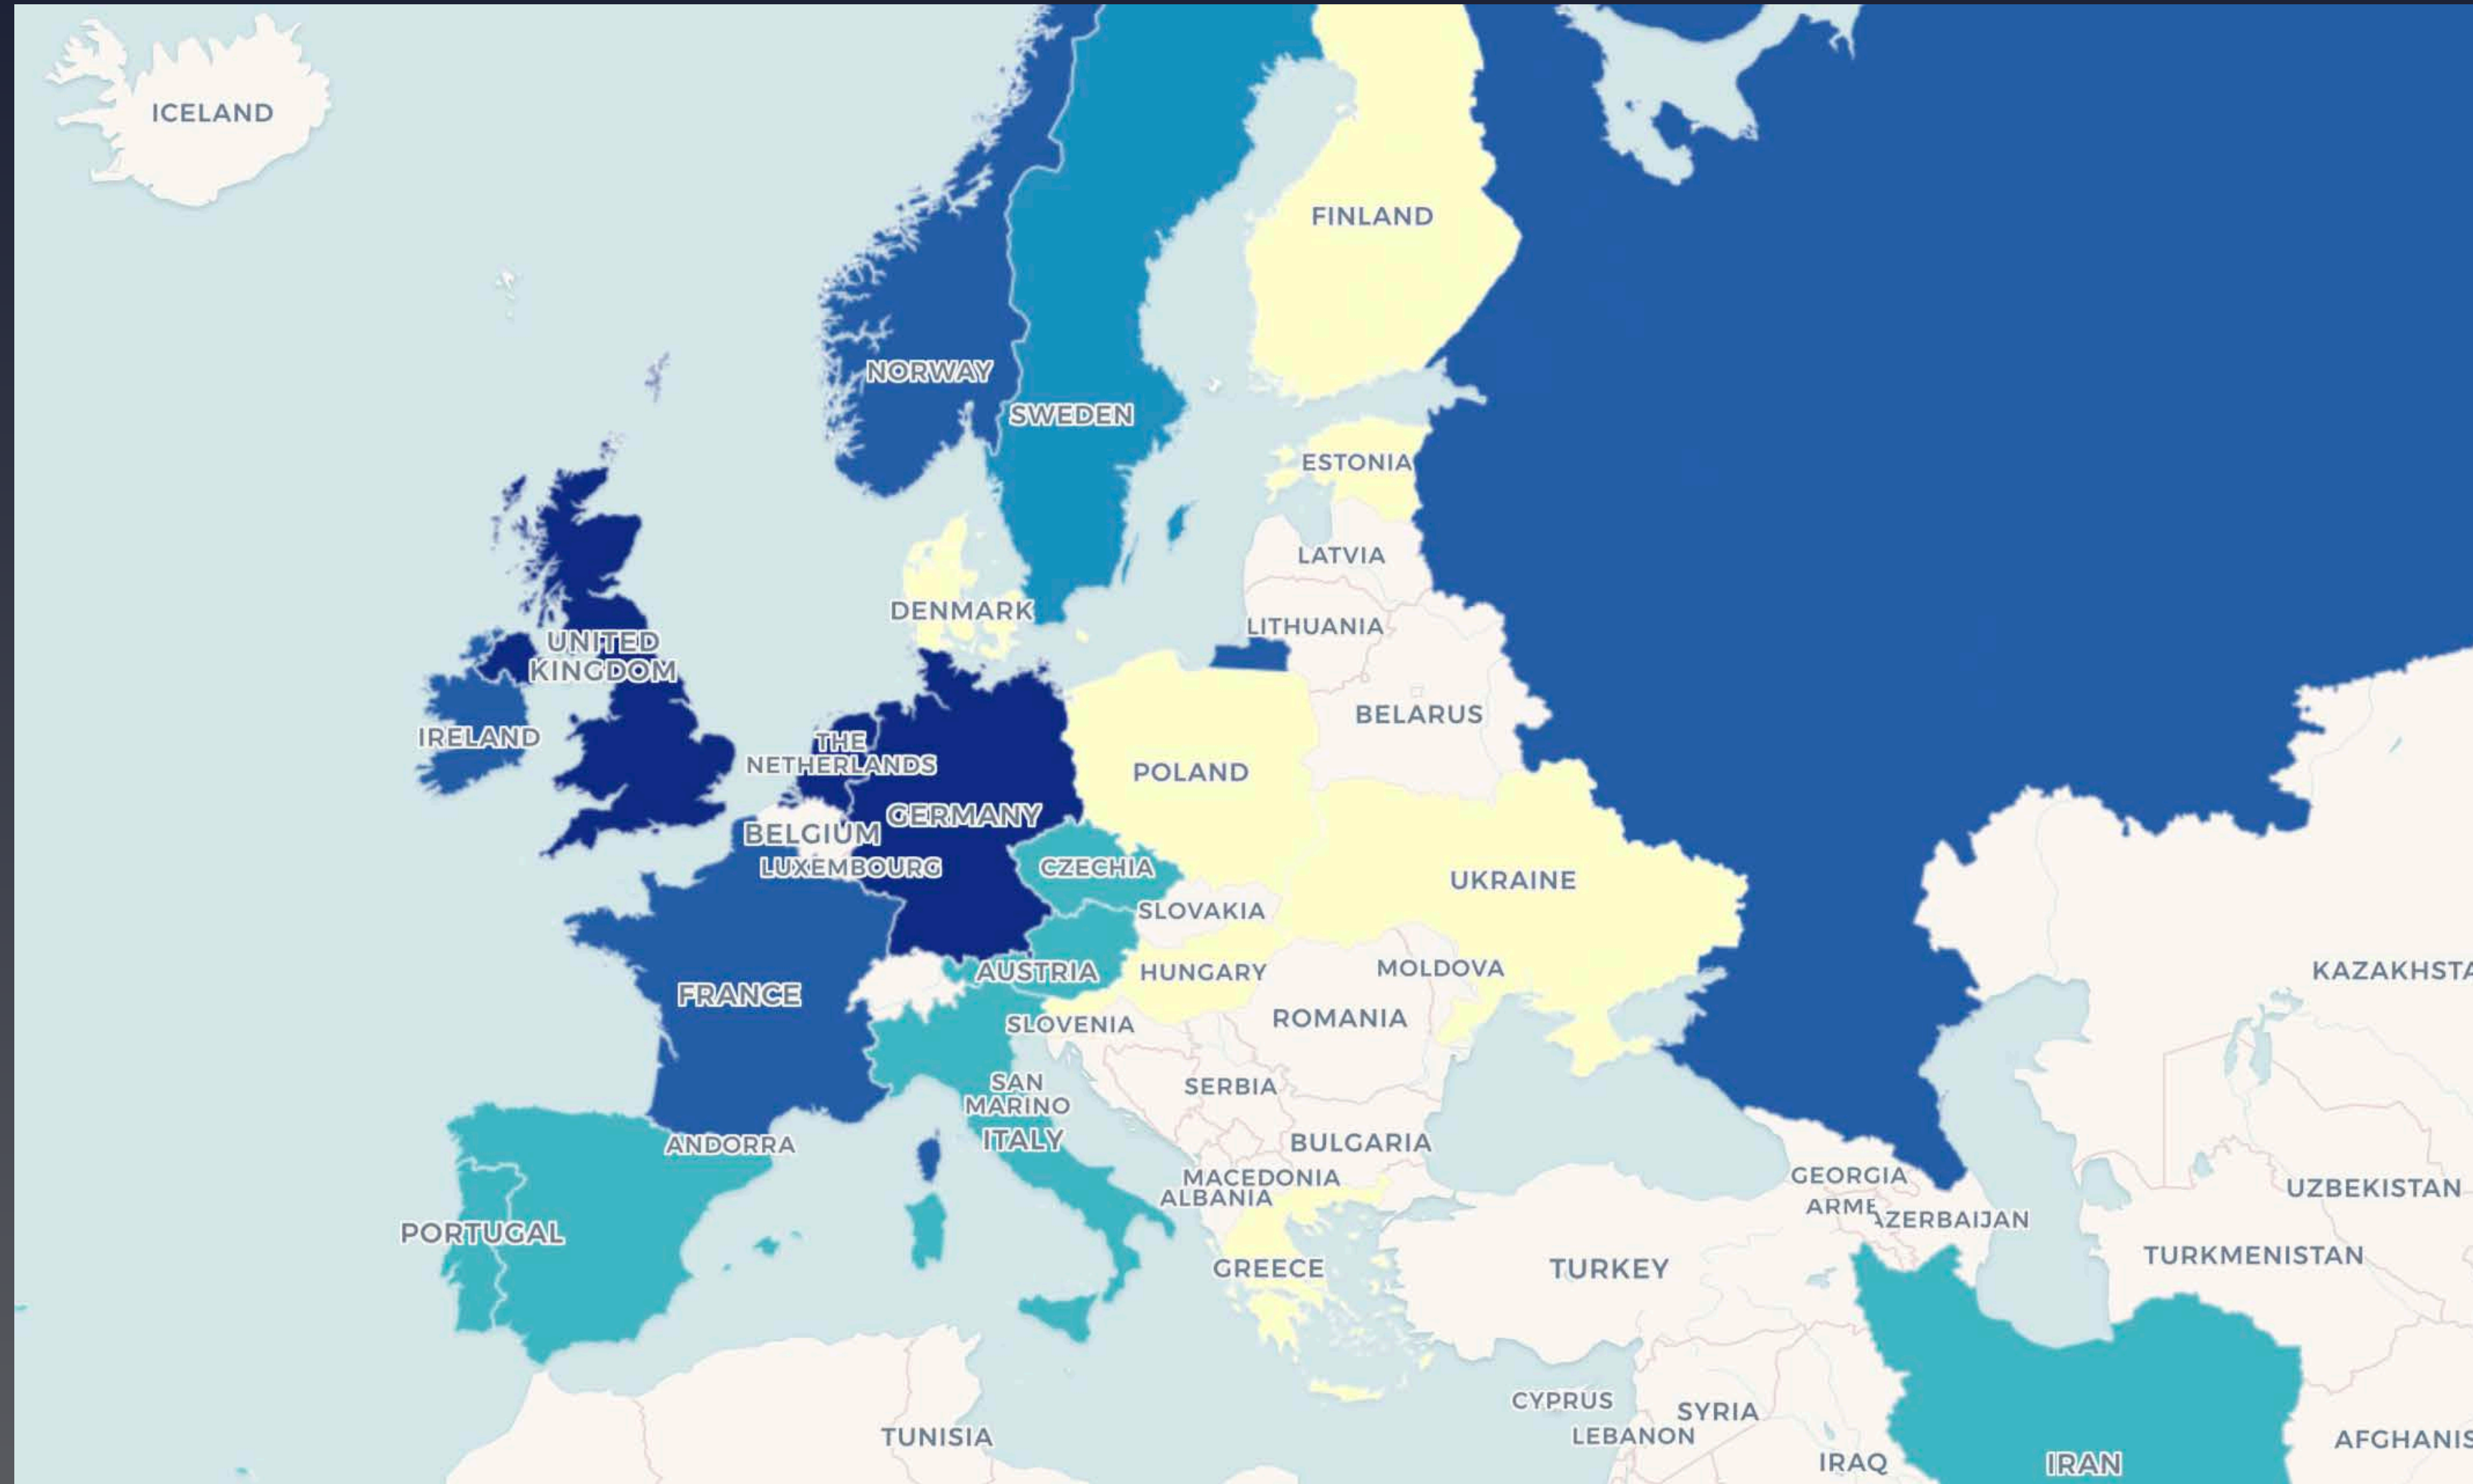 ICELAND
FINLAND
NORWAY
SWEDEN
ESTONIA
LATVIA
DENMARK
LITHUANIA
UNITED
KINGDOM
IRELAND
BELARUS
THE
NETHERLANDS
POLAND
GERMANY
BELGIUM
LUXEMBOURG
CZECHIA
UKRAINE
SLOVAKIA
AUSTRIA
HUNGARY
MOLDOVA
KAZAKHSTA
FRANCE
SLOVENIA
ROMANIA
SAN
MARINO
SERBIA
ITALY
ANDORRA
BULGARIA
MACEDONIA
ALBANIA
GEORGIA
UZBEKISTAN
ARME
AZERBAIJAN
PORTUGAL
GREECE
TURKEY
TURKMENISTAN
CYPRUS
SYRIA
LEBANON
TUNISIA
IRAQ
IRAN
AFGHANIS